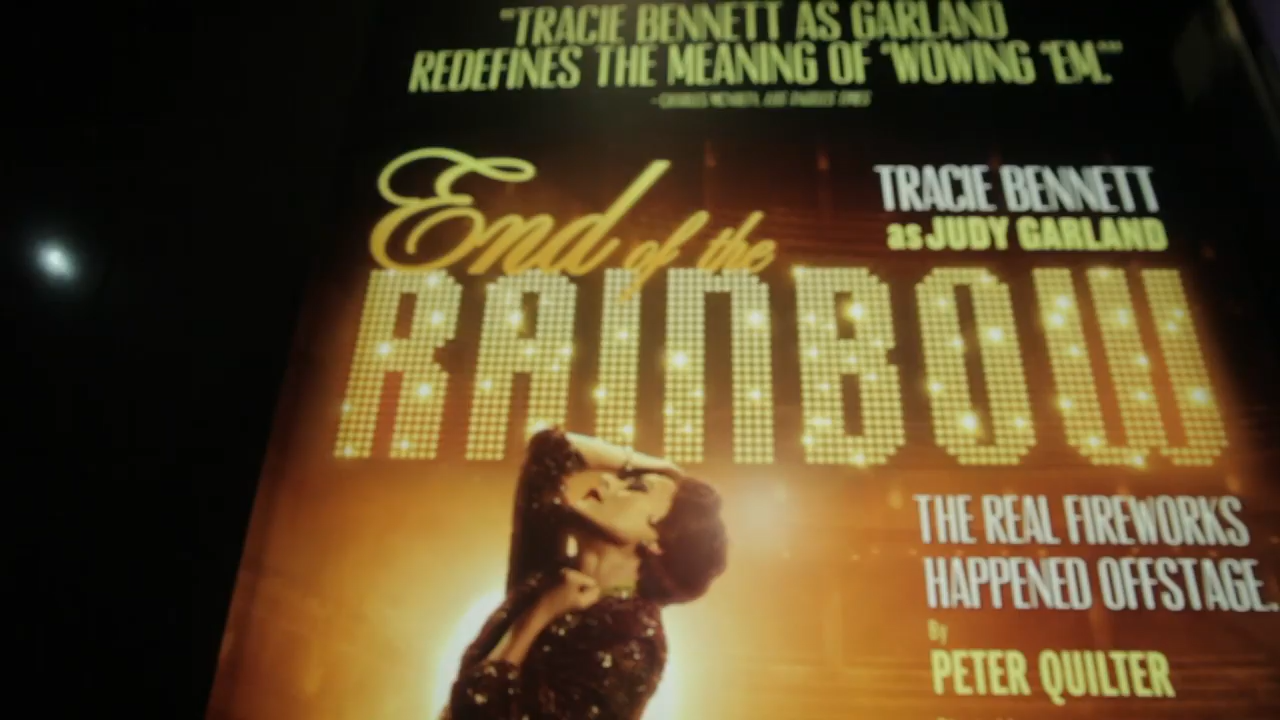 "TRACIE BENNETT AS GARLAND
REDEFINES THE MEANING OF 'WOWING 'EM.'"
End of the
RAINBOW
TRACIE BENNETT
as JUDY GARLAND
THE REAL FIREWORKS
HAPPENED OFFSTAGE.
By
PETER QUILTER